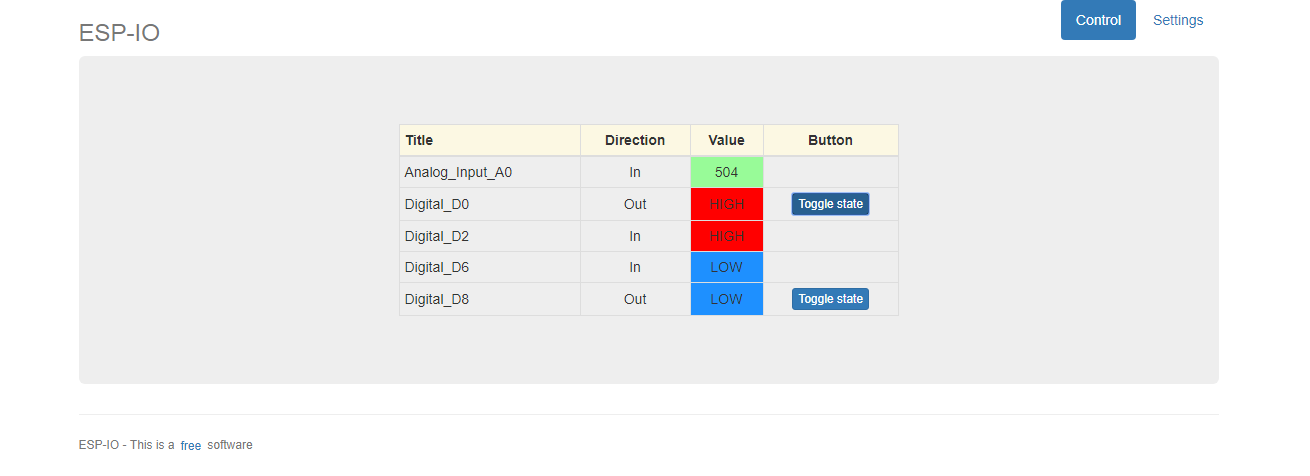 ESP-IO
Control Settings
Title Direction Value Button
Analog_Input_A0 In 504
Digital_D0 Out HIGH Toggle state
Digital_D2 In HIGH
Digital_D6 In LOW
Digital_D8 Out LOW Toggle state
ESP-IO - This is a free software